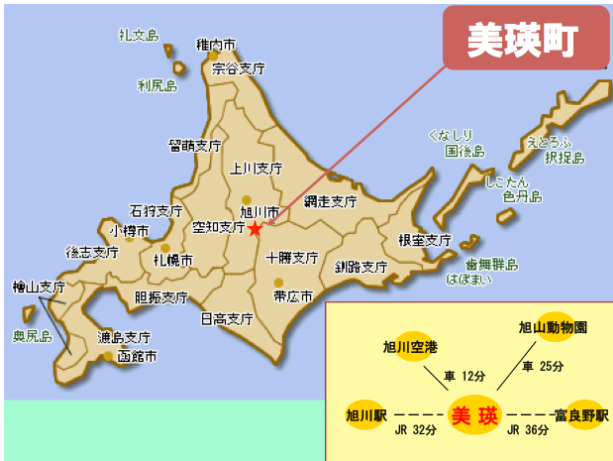 美瑛町
礼文島
稚内市
宗谷支庁
利尻島
留萌支庁
上川支庁
くなしり
国後島
えとろふ
択捉島
しこたん
色丹島
網走支庁
旭川市
石狩支庁
空知支庁
小樽市
後志支庁
札幌市
十勝支庁
釧路支庁
根室支庁
歯舞群島
はぼまい
檜山支庁
胆振支庁
帯広市
日高支庁
奥尻島
渡島支庁
函館市
旭川空港
旭山動物園
車 12分
車 25分
旭川駅
美瑛
富良野駅
JR 32分
JR 36分